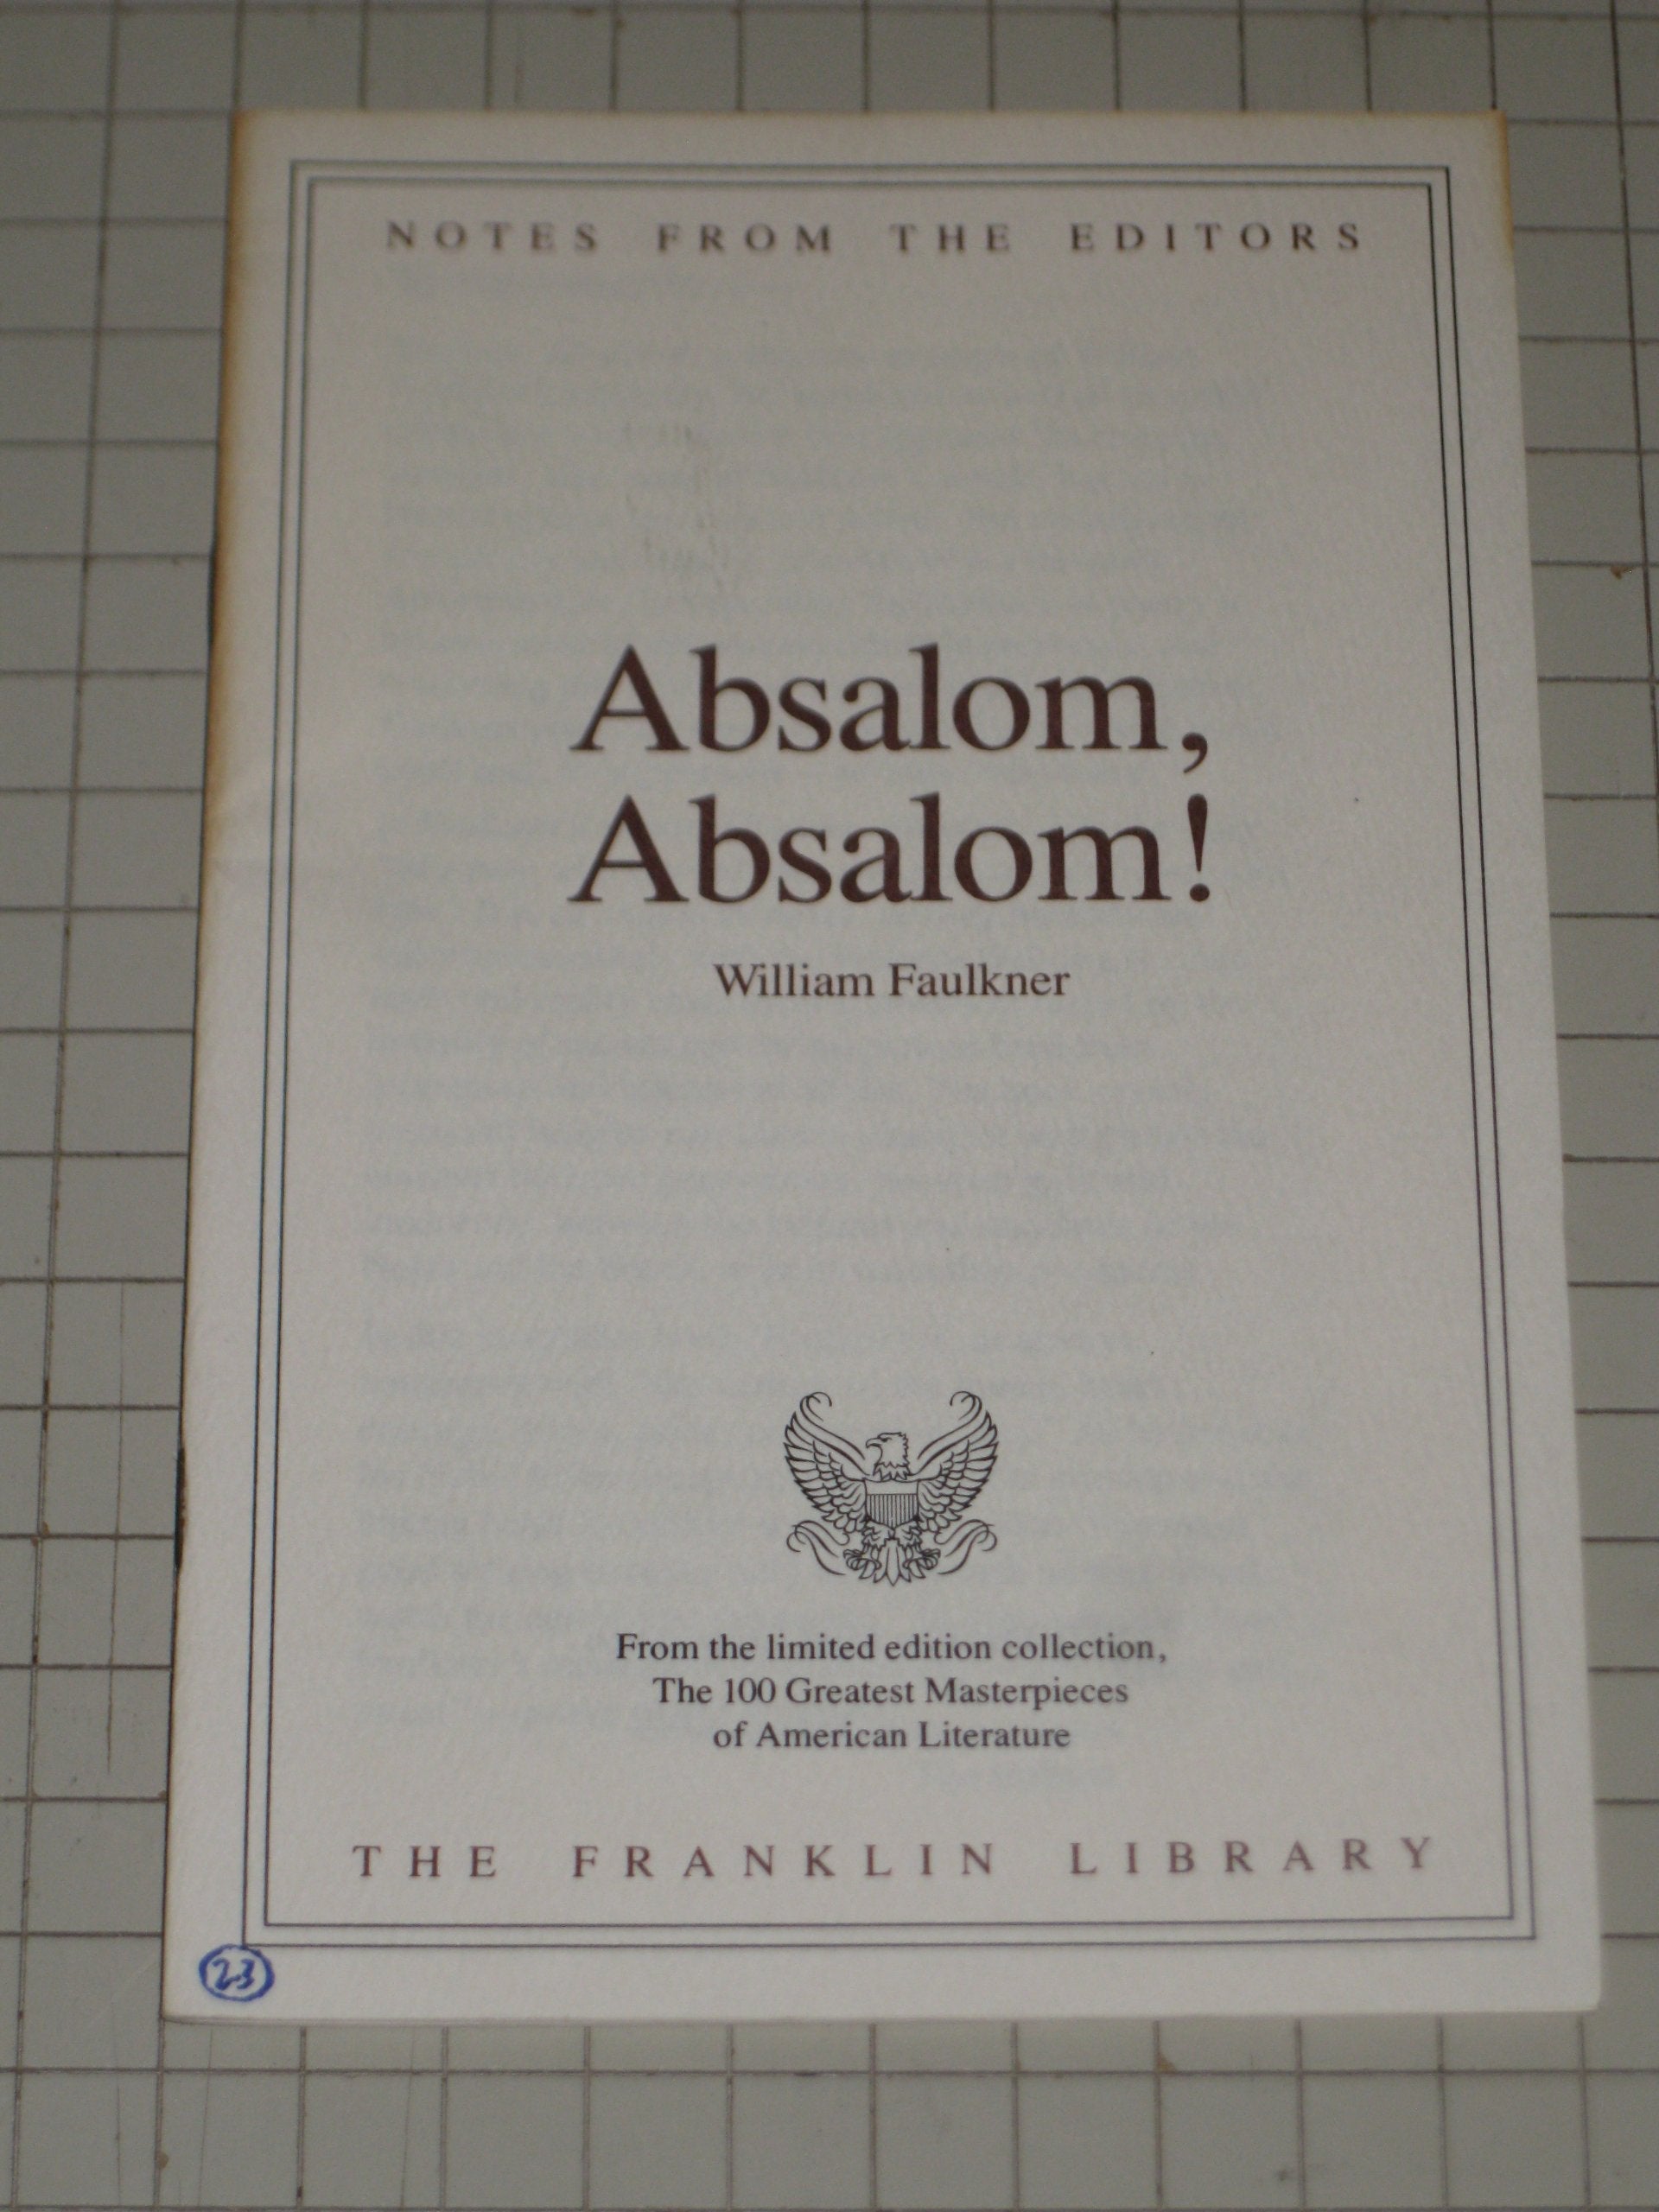 NOTES FROM THE EDITORS
Absalom,
Absalom!
William Faulkner
From the limited edition collection,
The 100 Greatest Masterpieces
of American Literature
THE FRANKLIN LIBRARY
23